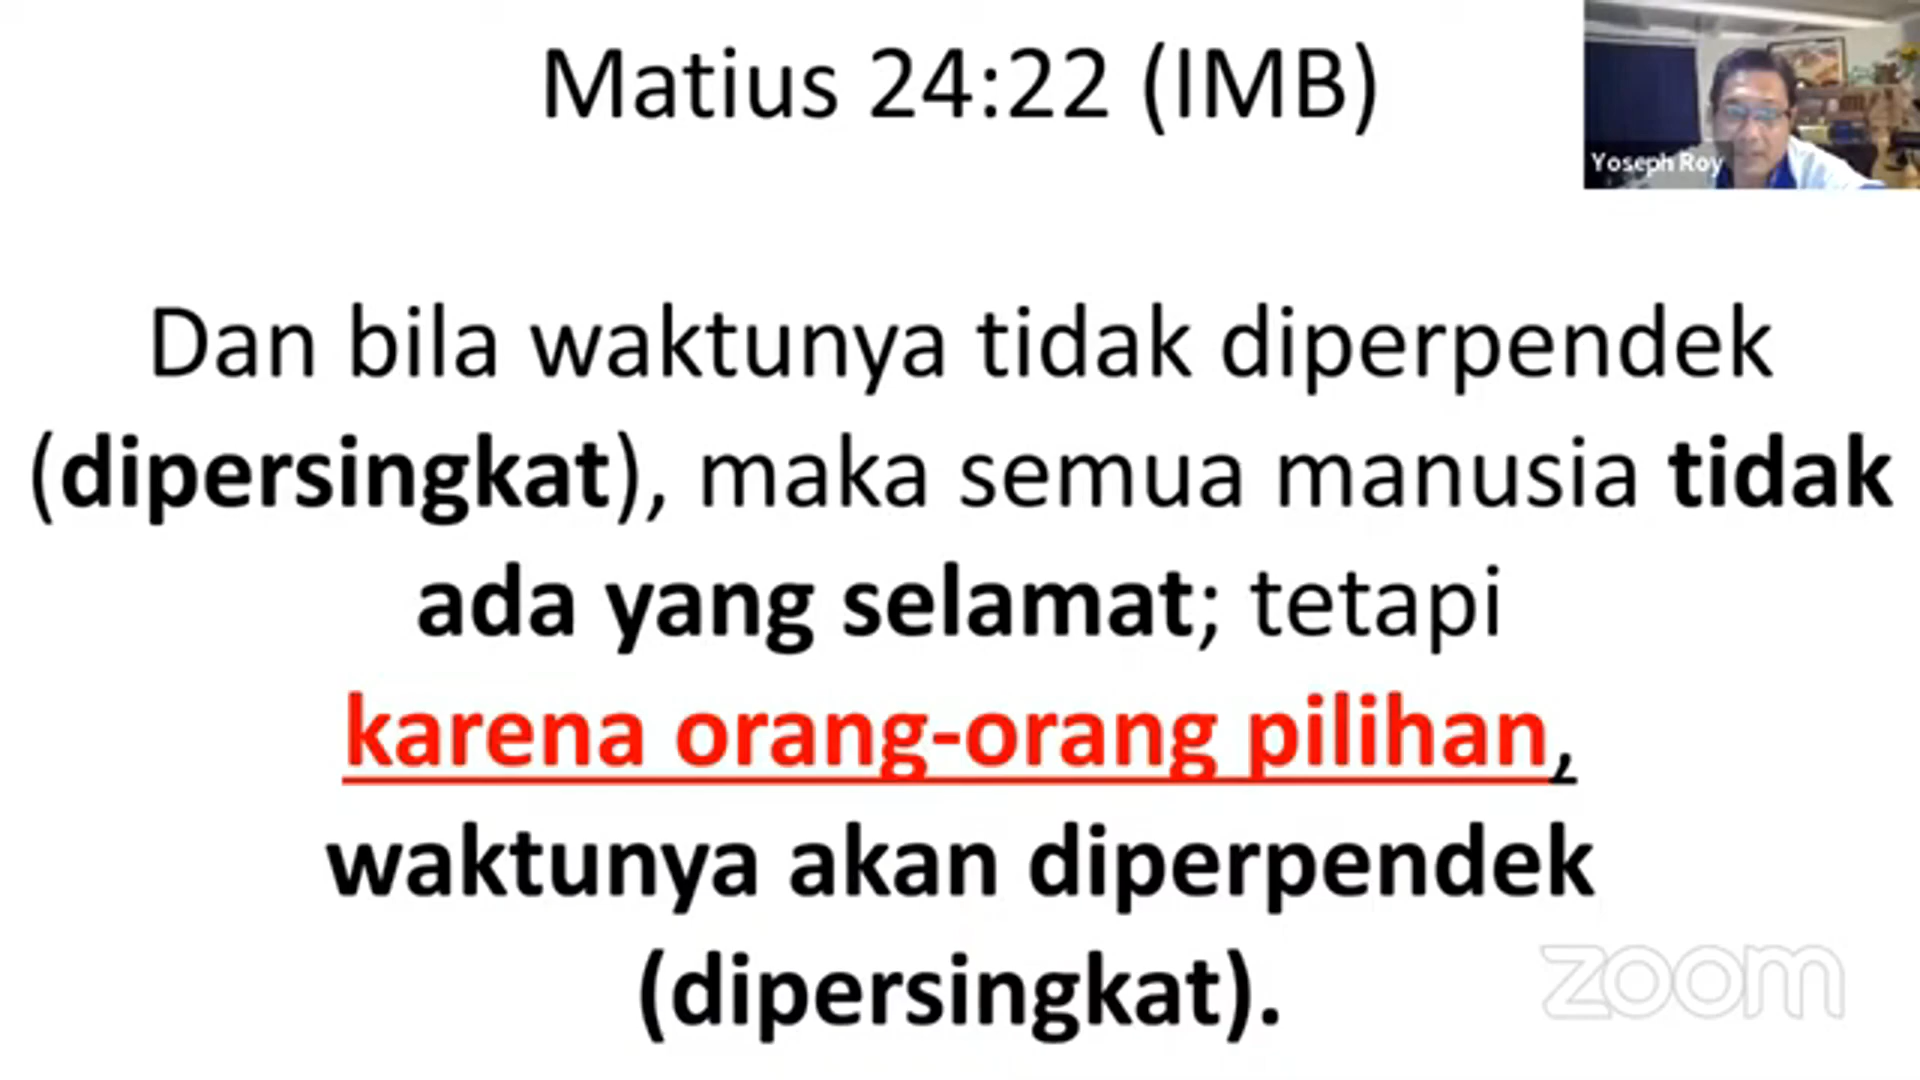 Matius 24:22 (IMB)
Yoseph Roy
Dan bila waktunya tidak diperpendek
(dipersingkat), maka semua manusia tidak
ada yang selamat; tetapi
karena orang-orang pilihan,
waktunya akan diperpendek
(dipersingkat).
zoom